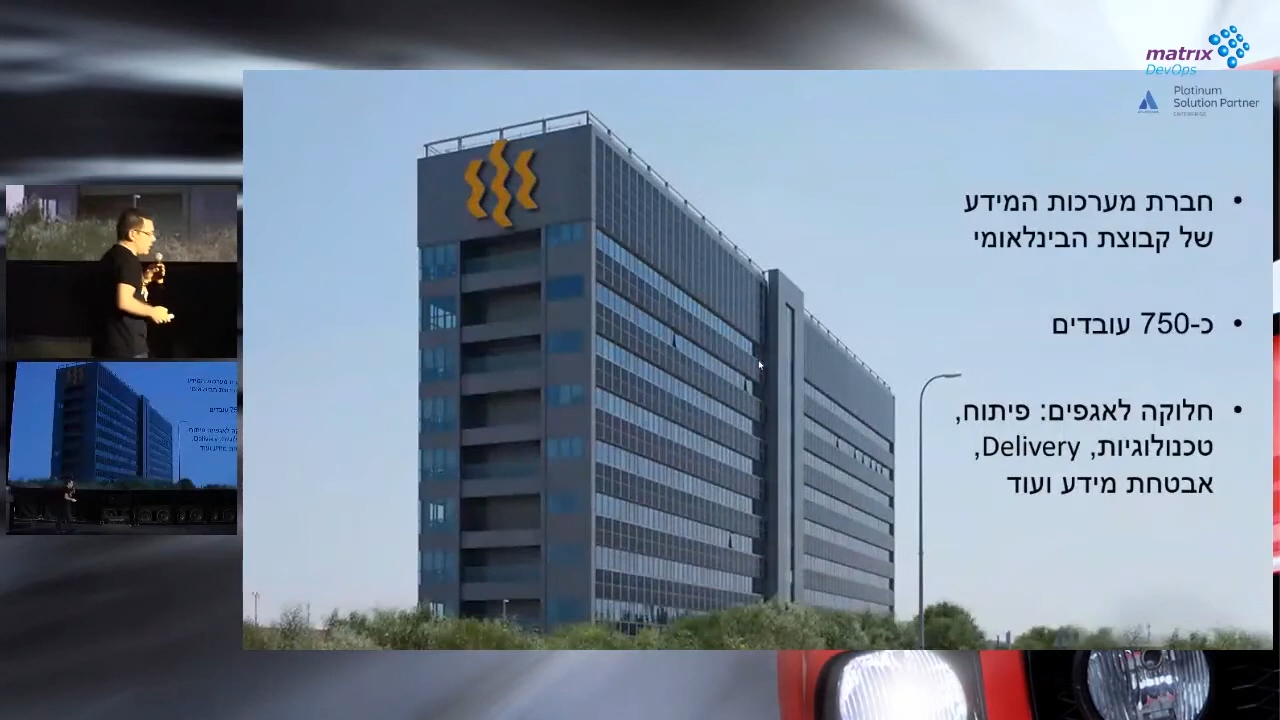 matrix
DevOps
Platinum
Solution Partner
ENTERPRISE
• חברת מערכות המידע
של קבוצת הבינלאומי
• כ-750 עובדים
• חלוקה לאגפים: פיתוח,
טכנולוגיות, Delivery,
אבטחת מידע ועוד